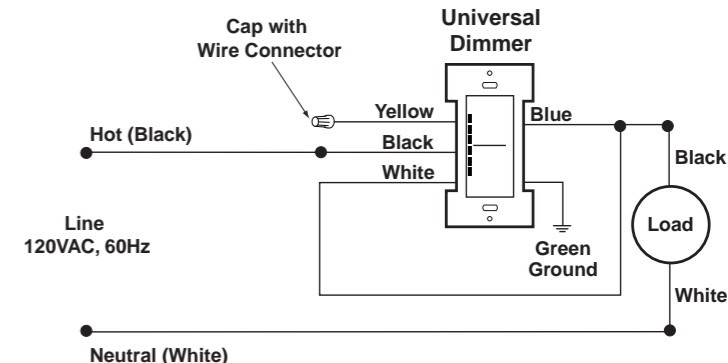 Universal
Dimmer
Cap with
Wire Connector
Yellow
Blue
Hot (Black)
Black
Black
White
Line
120VAC, 60Hz
Load
Green
Ground
White
Neutral (White)